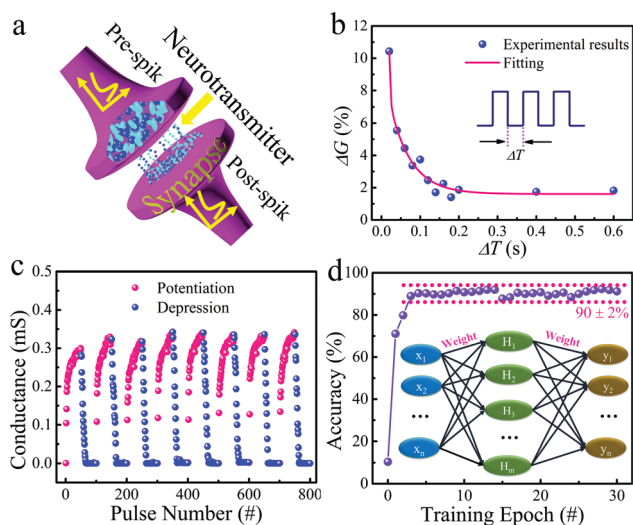 a
Pre-spik
Neurotransmitter
Synapse
Post-spik
b
ΔG (%)
12
10
8
6
4
2
0
Experimental results
Fitting
ΔT
0.0 0.1 0.2 0.3 0.4 0.5 0.6
ΔT (s)
c
Conductance (mS)
0.5
0.4
0.3
0.2
0.1
0.0
Potentiation
Depression
0 200 400 600 800
Pulse Number (#)
d
Accuracy (%)
100
80
60
40
20
0
90 ± 2%
Weight Weight
x1 H1 y1
x2 H2 y2
H3
••• ••• •••
xn Hm yn
0 10 20 30
Training Epoch (#)